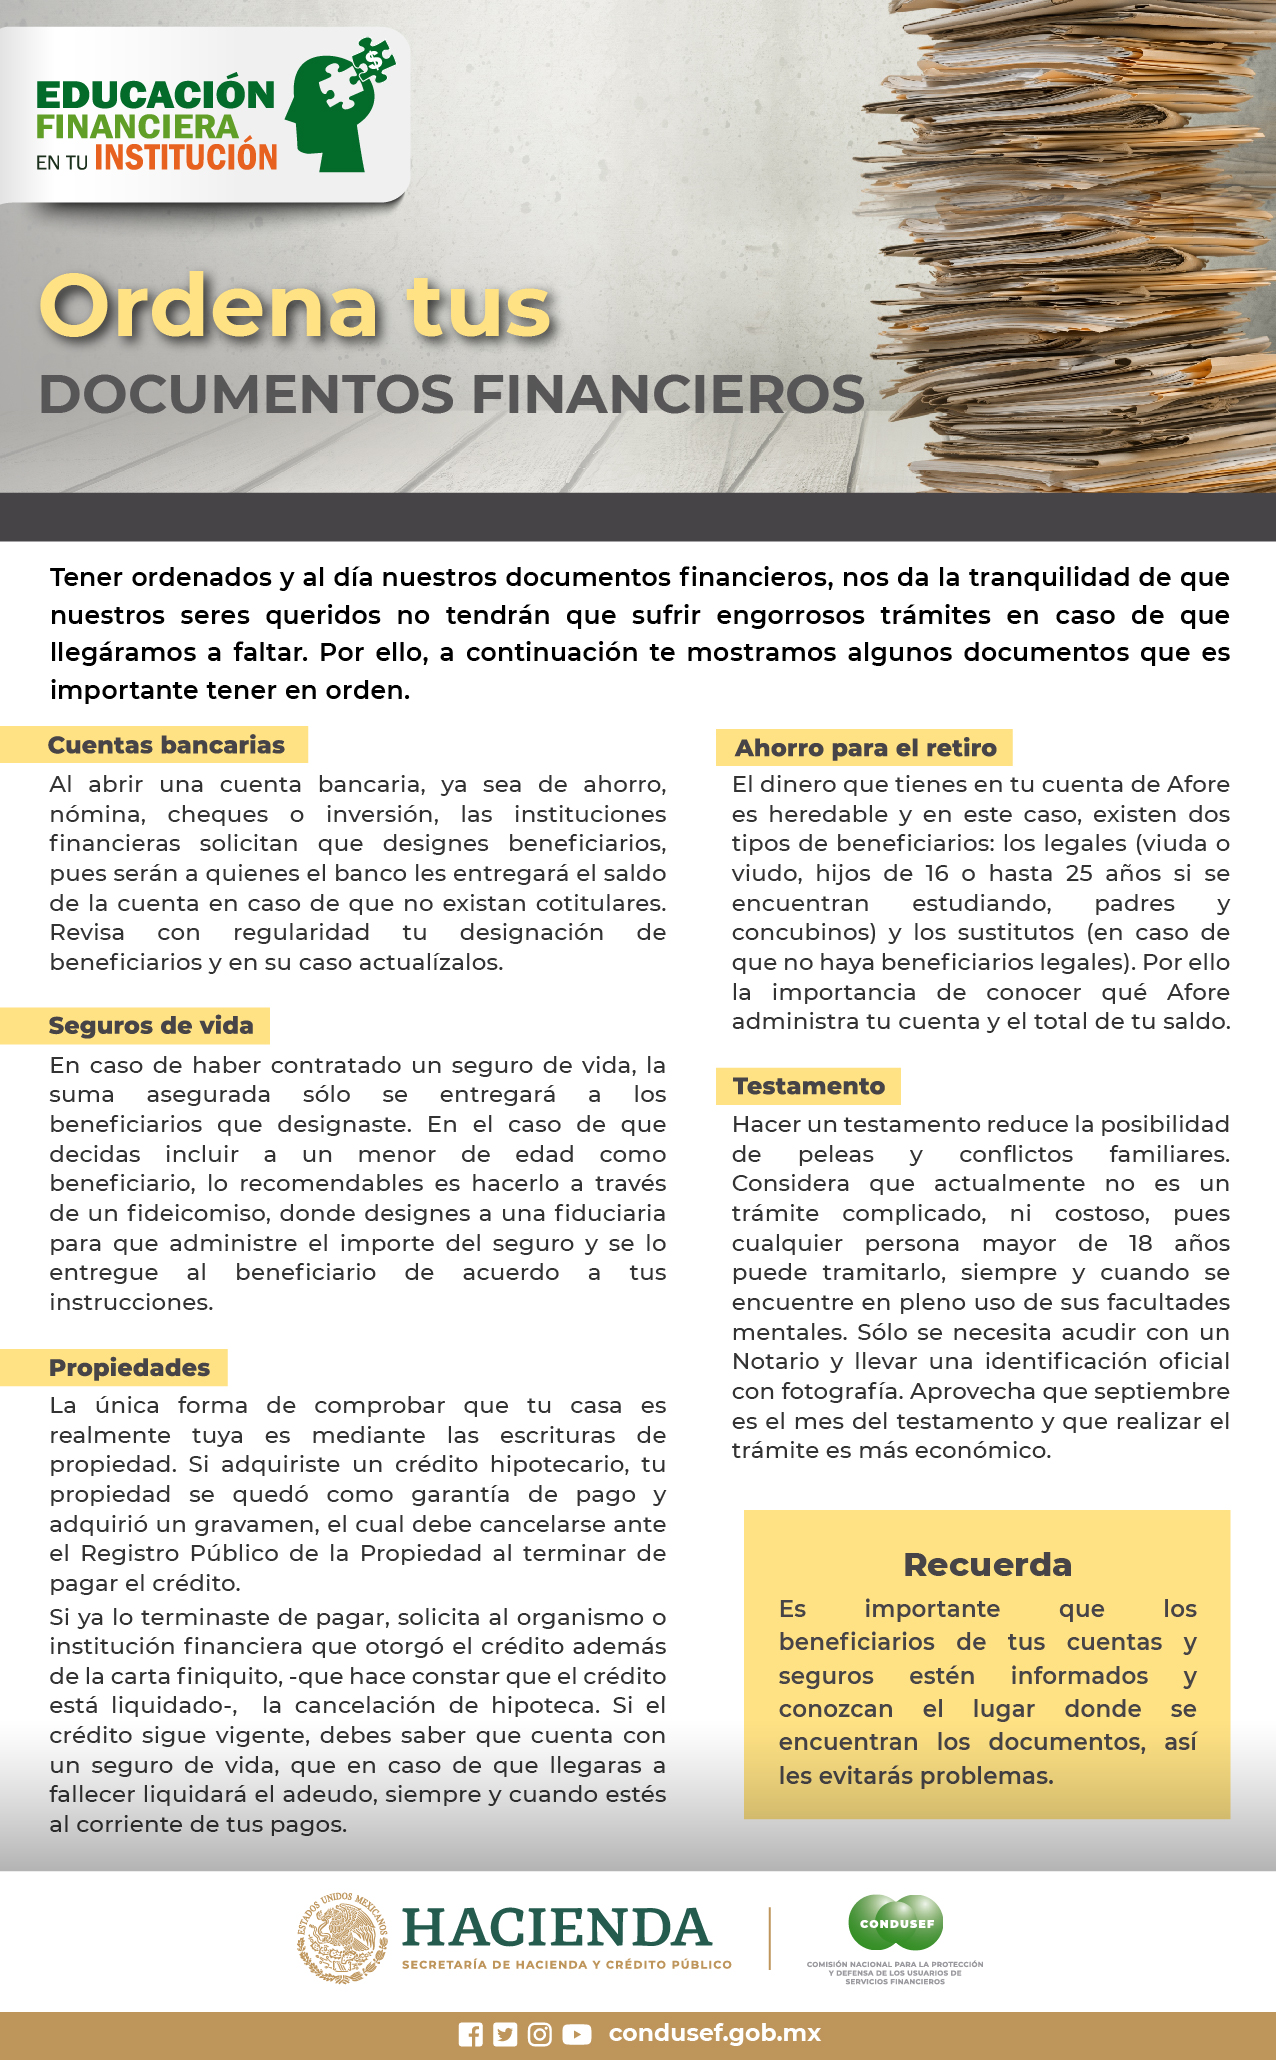 EDUCACIÓN
FINANCIERA
EN TU INSTITUCIÓN
$
Ordena tus
DOCUMENTOS FINANCIEROS
Tener ordenados y al día nuestros documentos financieros, nos da la tranquilidad de que
nuestros seres queridos no tendrán que sufrir engorrosos trámites en caso de que
llegáramos a faltar. Por ello, a continuación te mostramos algunos documentos que es
importante tener en orden.
Cuentas bancarias
Al abrir una cuenta bancaria, ya sea de ahorro,
nómina, cheques o inversión, las instituciones
financieras solicitan que designes beneficiarios,
pues serán a quienes el banco les entregará el saldo
de la cuenta en caso de que no existan cotitulares.
Revisa con regularidad tu designación de
beneficiarios y en su caso actualízalos.
Seguros de vida
En caso de haber contratado un seguro de vida, la
suma asegurada sólo se entregará a los
beneficiarios que designaste. En el caso de que
decidas incluir a un menor de edad como
beneficiario, lo recomendables es hacerlo a través
de un fideicomiso, donde designes a una fiduciaria
para que administre el importe del seguro y se lo
entregue al beneficiario de acuerdo a tus
instrucciones.
Propiedades
La única forma de comprobar que tu casa es
realmente tuya es mediante las escrituras de
propiedad. Si adquiriste un crédito hipotecario, tu
propiedad se quedó como garantía de pago y
adquirió un gravamen, el cual debe cancelarse ante
el Registro Público de la Propiedad al terminar de
pagar el crédito.
Si ya lo terminaste de pagar, solicita al organismo o
institución financiera que otorgó el crédito además
de la carta finiquito, -que hace constar que el crédito
está liquidado-, la cancelación de hipoteca. Si el
crédito sigue vigente, debes saber que cuenta con
un seguro de vida, que en caso de que llegaras a
fallecer liquidará el adeudo, siempre y cuando estés
al corriente de tus pagos.
Ahorro para el retiro
El dinero que tienes en tu cuenta de Afore
es heredable y en este caso, existen dos
tipos de beneficiarios: los legales (viuda o
viudo, hijos de 16 o hasta 25 años si se
encuentran estudiando, padres y
concubinos) y los sustitutos (en caso de
que no haya beneficiarios legales). Por ello
la importancia de conocer qué Afore
administra tu cuenta y el total de tu saldo.
Testamento
Hacer un testamento reduce la posibilidad
de peleas y conflictos familiares.
Considera que actualmente no es un
trámite complicado, ni costoso, pues
cualquier persona mayor de 18 años
puede tramitarlo, siempre y cuando se
encuentre en pleno uso de sus facultades
mentales. Sólo se necesita acudir con un
Notario y llevar una identificación oficial
con fotografía. Aprovecha que septiembre
es el mes del testamento y que realizar el
trámite es más económico.
Recuerda
Es importante que los
beneficiarios de tus cuentas y
seguros estén informados y
conozcan el lugar donde se
encuentran los documentos, así
les evitarás problemas.
ESTADOS UNIDOS MEXICANOS
HACIENDA
SECRETARÍA DE HACIENDA Y CRÉDITO PÚBLICO
CONDUSEF
COMISIÓN NACIONAL PARA LA PROTECCIÓN
Y DEFENSA DE LOS USUARIOS DE
SERVICIOS FINANCIEROS
condusef.gob.mx